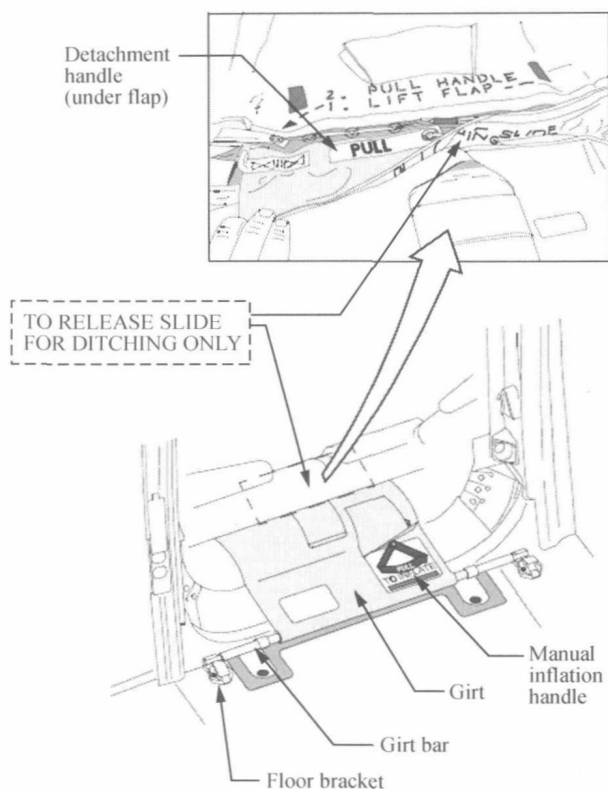 Detachment
handle
(under flap)
2. PULL HANDLE
1. LIFT FLAP
PULL
SLIDE
TO RELEASE SLIDE
FOR DITCHING ONLY
PULL
TO INFLATE
Manual
inflation
handle
Girt
Girt bar
Floor bracket